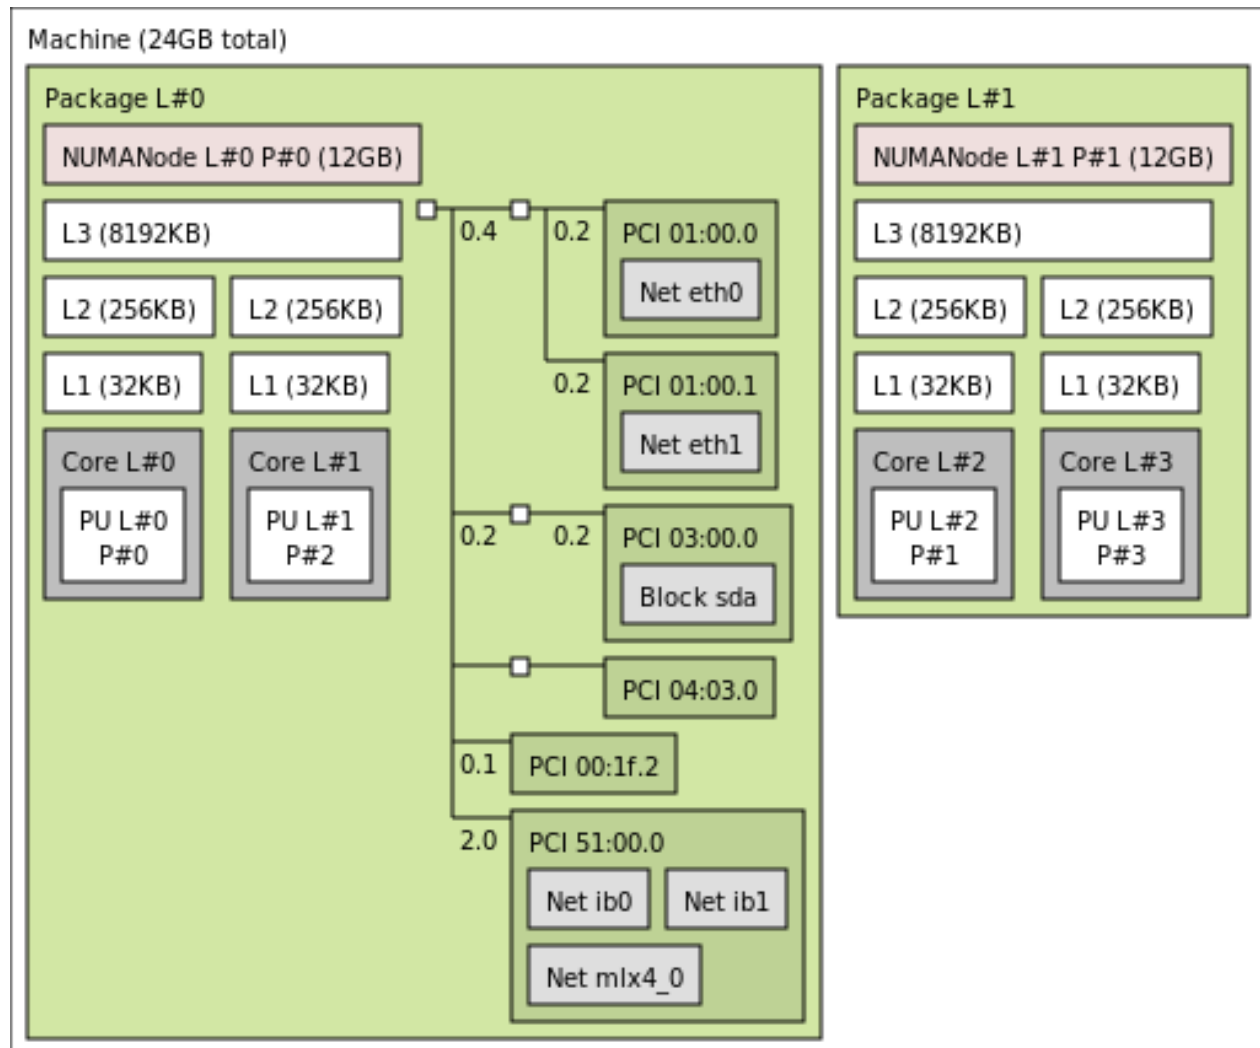 Machine (24GB total)
Package L#0
NUMANode L#0 P#0 (12GB)
L3 (8192KB)
L2 (256KB)
L2 (256KB)
L1 (32KB)
L1 (32KB)
Core L#0
PU L#0
P#0
Core L#1
PU L#1
P#2
0.4
0.2
PCI 01:00.0
Net eth0
0.2
PCI 01:00.1
Net eth1
0.2
0.2
PCI 03:00.0
Block sda
PCI 04:03.0
0.1
PCI 00:1f.2
2.0
PCI 51:00.0
Net ib0
Net ib1
Net mlx4_0
Package L#1
NUMANode L#1 P#1 (12GB)
L3 (8192KB)
L2 (256KB)
L2 (256KB)
L1 (32KB)
L1 (32KB)
Core L#2
PU L#2
P#1
Core L#3
PU L#3
P#3